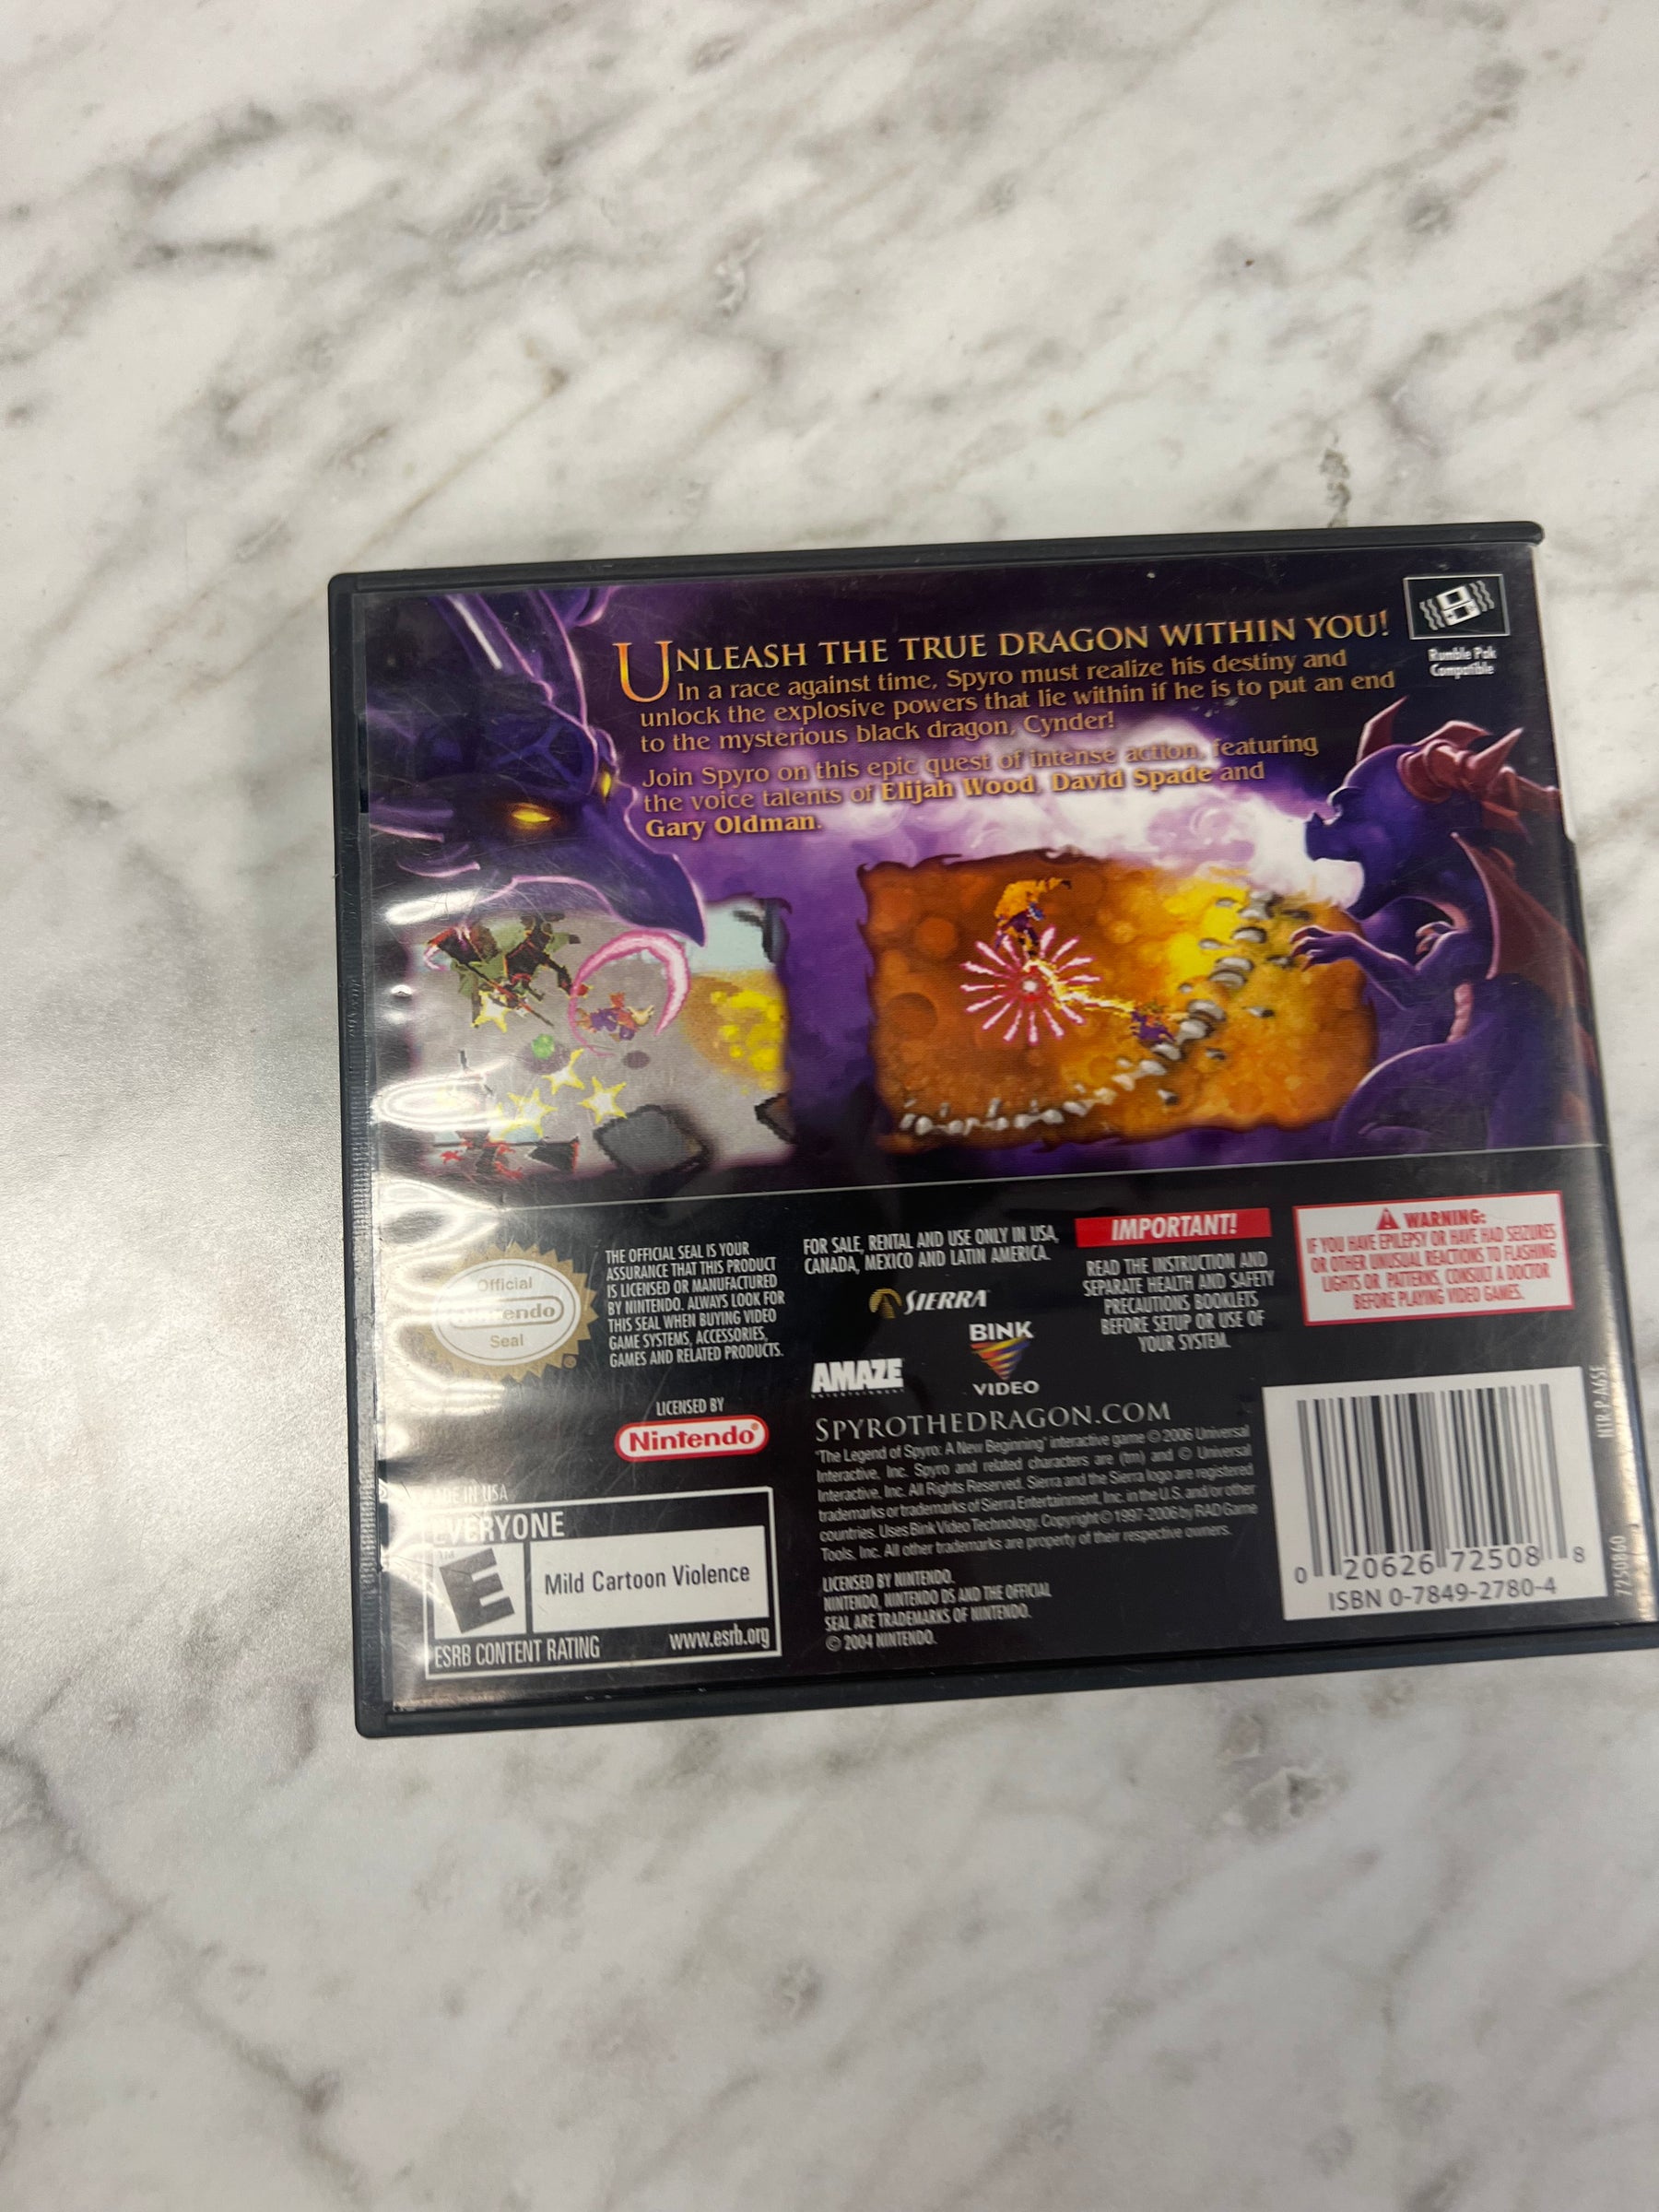 UNLEASH THE TRUE DRAGON WITHIN YOU!
In a race against time, Spyro must realize his destiny and
unlock the explosive powers that lie within if he is to put an end
to the mysterious black dragon, Cynder!
Join Spyro on this epic quest of intense action, featuring
the voice talents of Elijah Wood, David Spade and
Gary Oldman.
Rumble Pak
Compatible
Official
Nintendo
Seal
THE OFFICIAL SEAL IS YOUR
ASSURANCE THAT THIS PRODUCT
IS LICENSED OR MANUFACTURED
BY NINTENDO. ALWAYS LOOK FOR
THIS SEAL WHEN BUYING VIDEO
GAME SYSTEMS, ACCESSORIES,
GAMES AND RELATED PRODUCTS.
LICENSED BY
Nintendo®
MADE IN USA
EVERYONE
E
Mild Cartoon Violence
ESRB CONTENT RATING
www.esrb.org
FOR SALE, RENTAL AND USE ONLY IN USA,
CANADA, MEXICO AND LATIN AMERICA.
SIERRA
BINK
VIDEO
AMAZE
ENTERTAINMENT
SPYROTHEDRAGON.COM
'The Legend of Spyro: A New Beginning' interactive game © 2006 Universal
Interactive, Inc. Spyro and related characters are (tm) and © Universal
Interactive, Inc. All Rights Reserved. Sierra and the Sierra logo are registered
trademarks or trademarks of Sierra Entertainment, Inc. in the U.S. and/or other
countries. Uses Bink Video Technology. Copyright © 1997-2006 by RAD Game
Tools, Inc. All other trademarks are property of their respective owners.
LICENSED BY NINTENDO.
NINTENDO, NINTENDO DS AND THE OFFICIAL
SEAL ARE TRADEMARKS OF NINTENDO.
© 2004 NINTENDO.
IMPORTANT!
READ THE INSTRUCTION AND
SEPARATE HEALTH AND SAFETY
PRECAUTIONS BOOKLETS
BEFORE SETUP OR USE OF
YOUR SYSTEM.
WARNING:
IF YOU HAVE EPILEPSY OR HAVE HAD SEIZURES
OR OTHER UNUSUAL REACTIONS TO FLASHING
LIGHTS OR PATTERNS, CONSULT A DOCTOR
BEFORE PLAYING VIDEO GAMES.
0 20626 72508 8
ISBN 0-7849-2780-4
NTR-P-A6SE
7250860